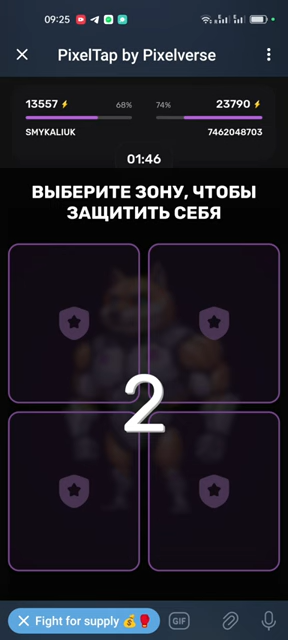 09:25
PixelTap by Pixelverse
13557⚡ 68% 74% 23790⚡
SMYKALIUK 7462048703
01:46
ВЫБЕРИТЕ ЗОНУ, ЧТОБЫ
ЗАЩИТИТЬ СЕБЯ
2
Fight for supply 💰🥊 GIF